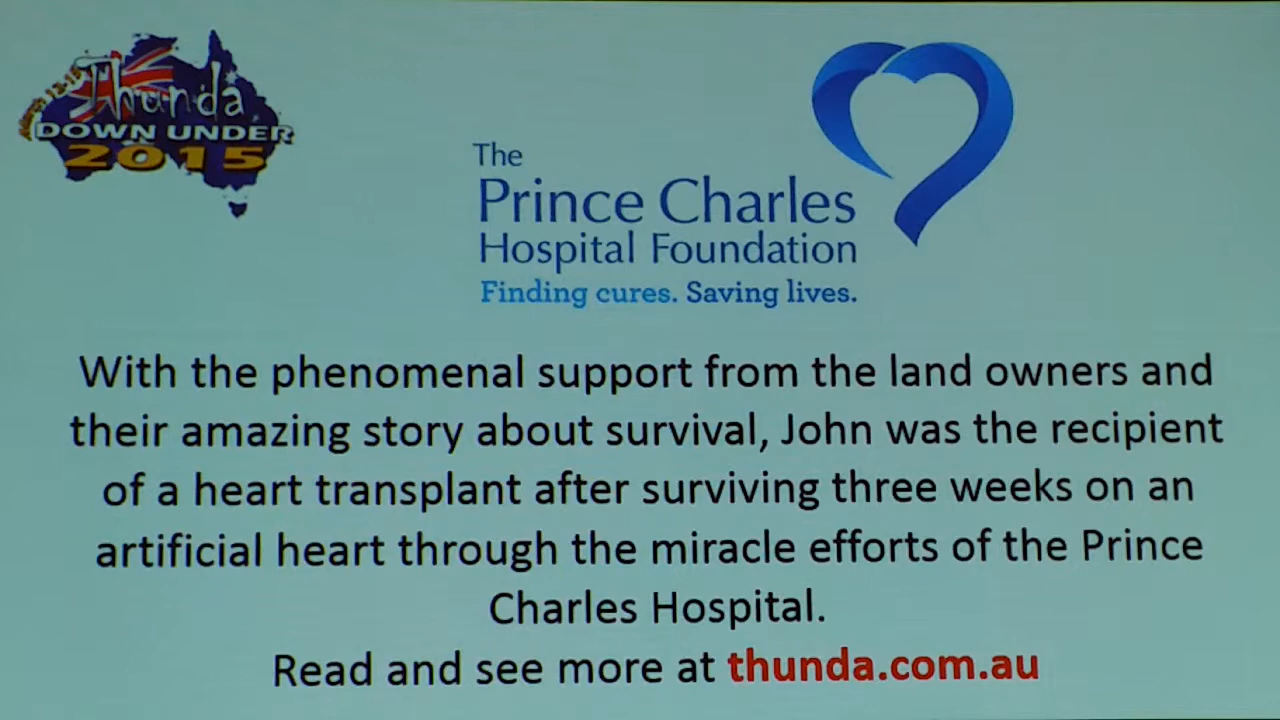 Thunda
DOWN UNDER
2015
The
Prince Charles
Hospital Foundation
Finding cures. Saving lives.
With the phenomenal support from the land owners and
their amazing story about survival, John was the recipient
of a heart transplant after surviving three weeks on an
artificial heart through the miracle efforts of the Prince
Charles Hospital.
Read and see more at thunda.com.au